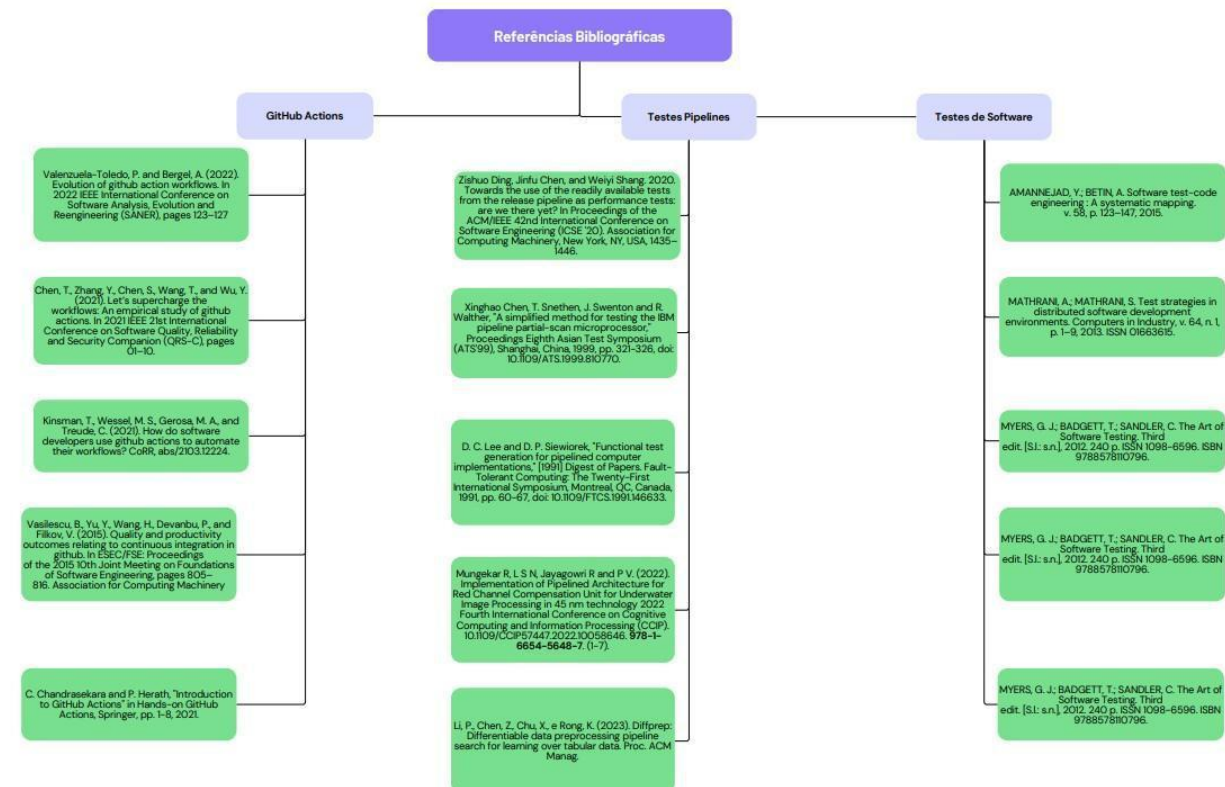 Referências Bibliográficas
GitHub Actions
Testes Pipelines
Testes de Software
Valenzuela-Toledo, P. and Bergel, A. (2022).
Evolution of github action workflows. In
2022 IEEE International Conference on
Software Analysis, Evolution and
Reengineering (SANER), pages 123–127
Chen, T., Zhang, Y., Chen, S., Wang, T., and Wu, Y.
(2021). Let's supercharge the
workflows: An empirical study of github
actions. In 2021 IEEE 21st International
Conference on Software Quality, Reliability
and Security Companion (QRS-C), pages
01–10.
Kinsman, T., Wessel, M. S., Gerosa, M. A., and
Treude, C. (2021). How do software
developers use github actions to automate
their workflows? CoRR, abs/2103.12224.
Vasilescu, B., Yu, Y., Wang, H., Devanbu, P., and
Filkov, V. (2015). Quality and productivity
outcomes relating to continuous integration in
github. In ESEC/FSE: Proceedings
of the 2015 10th Joint Meeting on Foundations
of Software Engineering, pages 805–
816. Association for Computing Machinery
C. Chandrasekara and P. Herath, "Introduction
to GitHub Actions" in Hands-on GitHub
Actions, Springer, pp. 1-8, 2021.
Zishuo Ding, Jinfu Chen, and Weiyi Shang. 2020.
Towards the use of the readily available tests
from the release pipeline as performance tests:
are we there yet? In Proceedings of the
ACM/IEEE 42nd International Conference on
Software Engineering (ICSE '20). Association for
Computing Machinery, New York, NY, USA, 1435–
1446.
Xinghao Chen, T. Snethen, J. Swenton and R.
Walther, "A simplified method for testing the IBM
pipeline partial-scan microprocessor,"
Proceedings Eighth Asian Test Symposium
(ATS'99), Shanghai, China, 1999, pp. 321-326, doi:
10.1109/ATS.1999.810770.
D. C. Lee and D. P. Siewiorek, "Functional test
generation for pipelined computer
implementations," [1991] Digest of Papers. Fault-
Tolerant Computing: The Twenty-First
International Symposium, Montreal, QC, Canada,
1991, pp. 60-67, doi: 10.1109/FTCS.1991.146633.
Mungekar R, L S N, Jayagowri R and P V. (2022).
Implementation of Pipelined Architecture for
Red Channel Compensation Unit for Underwater
Image Processing in 45 nm technology 2022
Fourth International Conference on Cognitive
Computing and Information Processing (CCIP).
10.1109/CCIP57447.2022.10058646. 978-1-
6654-5648-7. (1-7).
Li, P., Chen, Z., Chu, X., e Rong, K. (2023). Diffprep:
Differentiable data preprocessing pipeline
search for learning over tabular data. Proc. ACM
Manag.
AMANNEJAD, Y.; BETIN, A. Software test-code
engineering : A systematic mapping.
v. 58, p. 123–147, 2015.
MATHRANI, A.; MATHRANI, S. Test strategies in
distributed software development
environments. Computers in Industry, v. 64, n. 1,
p. 1–9, 2013. ISSN 01663615.
MYERS, G. J.; BADGETT, T.; SANDLER, C. The Art of
Software Testing. Third
edit. [S.l.: s.n.], 2012. 240 p. ISSN 1098-6596. ISBN
9788578110796.
MYERS, G. J.; BADGETT, T.; SANDLER, C. The Art of
Software Testing. Third
edit. [S.l.: s.n.], 2012. 240 p. ISSN 1098-6596. ISBN
9788578110796.
MYERS, G. J.; BADGETT, T.; SANDLER, C. The Art of
Software Testing. Third
edit. [S.l.: s.n.], 2012. 240 p. ISSN 1098-6596. ISBN
9788578110796.